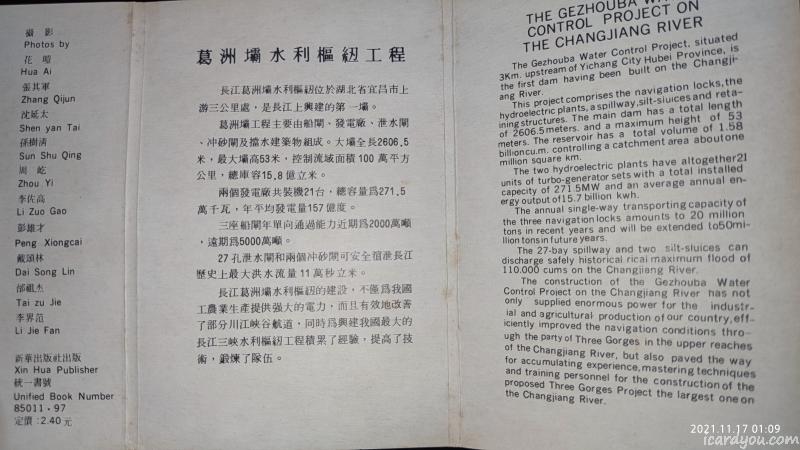 攝影
Photos by
花暄
Hua Ai
張其軍
Zhang Qijun
沈延太
Shen yan Tai
孫樹清
Sun Shu Qing
周屹
Zhou Yi
李佐高
Li Zuo Gao
彭雄才
Peng Xiongcai
戴頌林
Dai Song Lin
邰祖杰
Tai zu Jie
李界范
Li Jie Fan
新華出版社出版
Xin Hua Publisher
統一書號
Unified Book Number
85011·97
定價:2.40元
葛洲壩水利樞紐工程
長江葛洲壩水利樞紐位於湖北省宜昌市上
游三公里處，是長江上興建的第一壩。
葛洲壩工程主要由船閘、發電廠、泄水閘
、冲砂閘及擋水建築物組成。大壩全長2606.5
米，最大壩高53米，控制流域面積100萬平方
公里，總庫容15.8億立米。
兩個發電廠共裝機21台，總容量爲271.5
萬千瓦，年平均發電量157億度。
三座船閘年單向通過能力近期爲2000萬噸
，遠期爲5000萬噸。
27孔泄水閘和兩個冲砂閘可安全宣泄長江
歷史上最大洪水流量11萬秒立米。
長江葛洲壩水利樞紐的建設，不僅爲我國
工農業生産提供强大的電力，而且有效地改善
了部分川江峽谷航道，同時爲興建我國最大的
長江三峽水利樞紐工程積累了經驗，提高了技
術，鍛煉了隊伍。
THE GEZHOUBA WATER
CONTROL PROJECT ON
THE CHANGJIANG RIVER
The Gezhouba Water Control Project, situated
3Km. upstream of Yichang City Hubei Province, is
the first dam having been built on the Changji-
ang River.
This project comprises the navigation locks, the
hydroelectric plants, a spillway, silt-sluices and reta-
ining structures. The main dam has a total length
of 2606.5meters. and a maximum height of 53
meters. The reservoir has a total volume of 1.58
billioncu.m. controlling a catchment area aboutone
million square km.
The two hydroelectric plants have altogether21
units of turbo-generator sets with a total installed
capacity of 271.5MW and an average annual en-
ergy output of15.7 billion kwh.
The annual single-way transporting capacity of
the three navigation locks amounts to 20 million
tons in recent years and will be extended to50mi-
llion tons in future years.
The 27-bay spillway and two silt-sluices can
discharge safely historical ricai maximum flood of
110.000 cums on the Changjiang River.
The construction of the Gezhouba Water
Control Project on the Changjiang River has not
only supplied enormous power for the industr-
ial and agricultural production of our country,eff-
iciently improved the navigation conditions thro-
ugh the party of Three Gorges in the upper reaches
of the Changjiang River, but also paved the way
for accumulating experience, mastering techniques
and training personnel for the construction of the
proposed Three Gorges Project the largest one on
the Changjiang River.
2021.11.17 01:09
icardyou.com